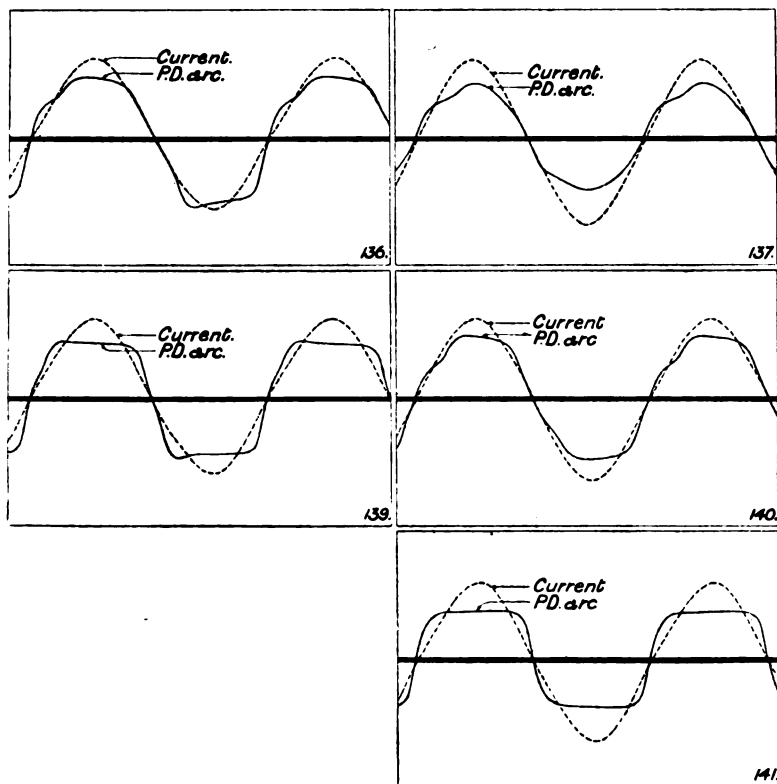 Current.
P.D. arc.
136.
Current.
P.D. arc.
137.
Current.
P.D. arc.
139.
Current
P.D. arc
140.
Current
P.D. arc
141.